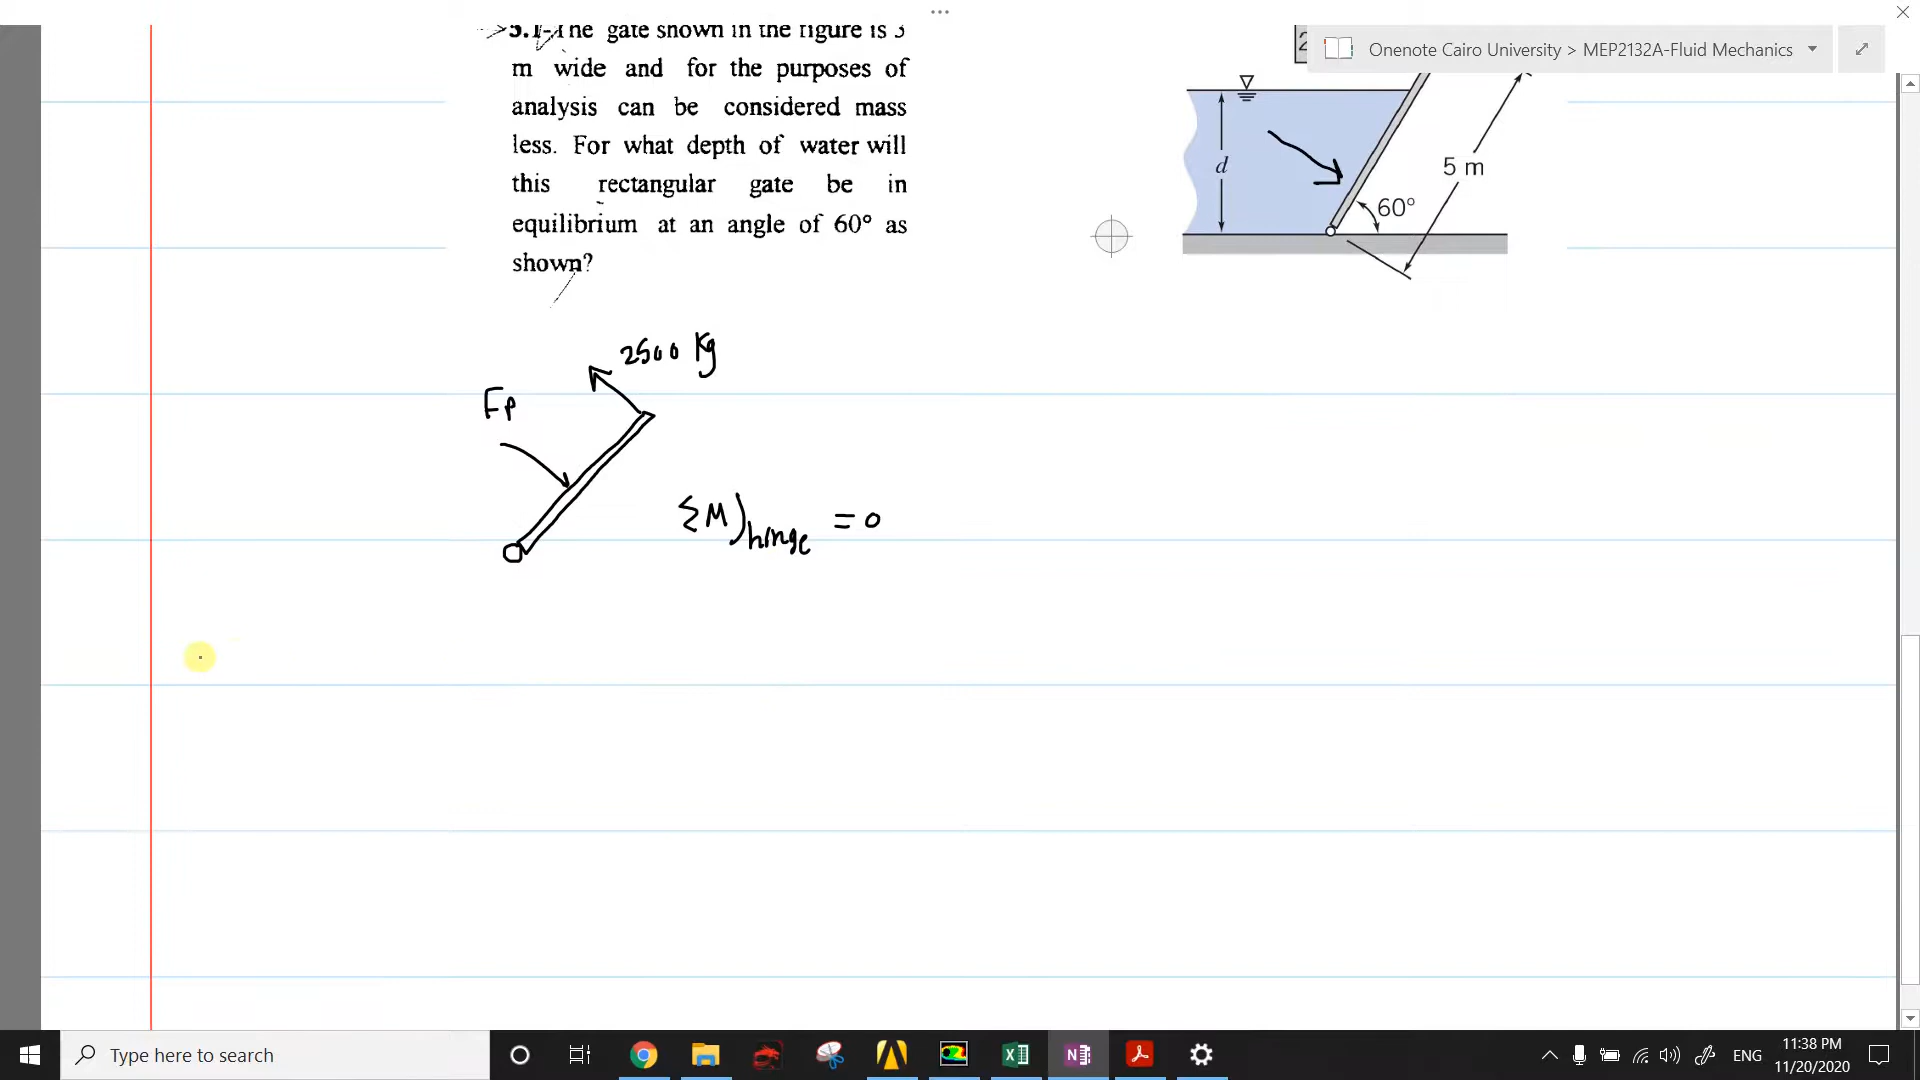 5.1-The gate shown in the figure is 3
m wide and for the purposes of
analysis can be considered mass
less. For what depth of water will
this rectangular gate be in
equilibrium at an angle of 60° as
shown?
2
Onenote Cairo University > MEP2132A-Fluid Mechanics
d
5 m
60°
2500 Kg
Fp
ΣM)hinge = 0
Type here to search
ENG
11:38 PM
11/20/2020